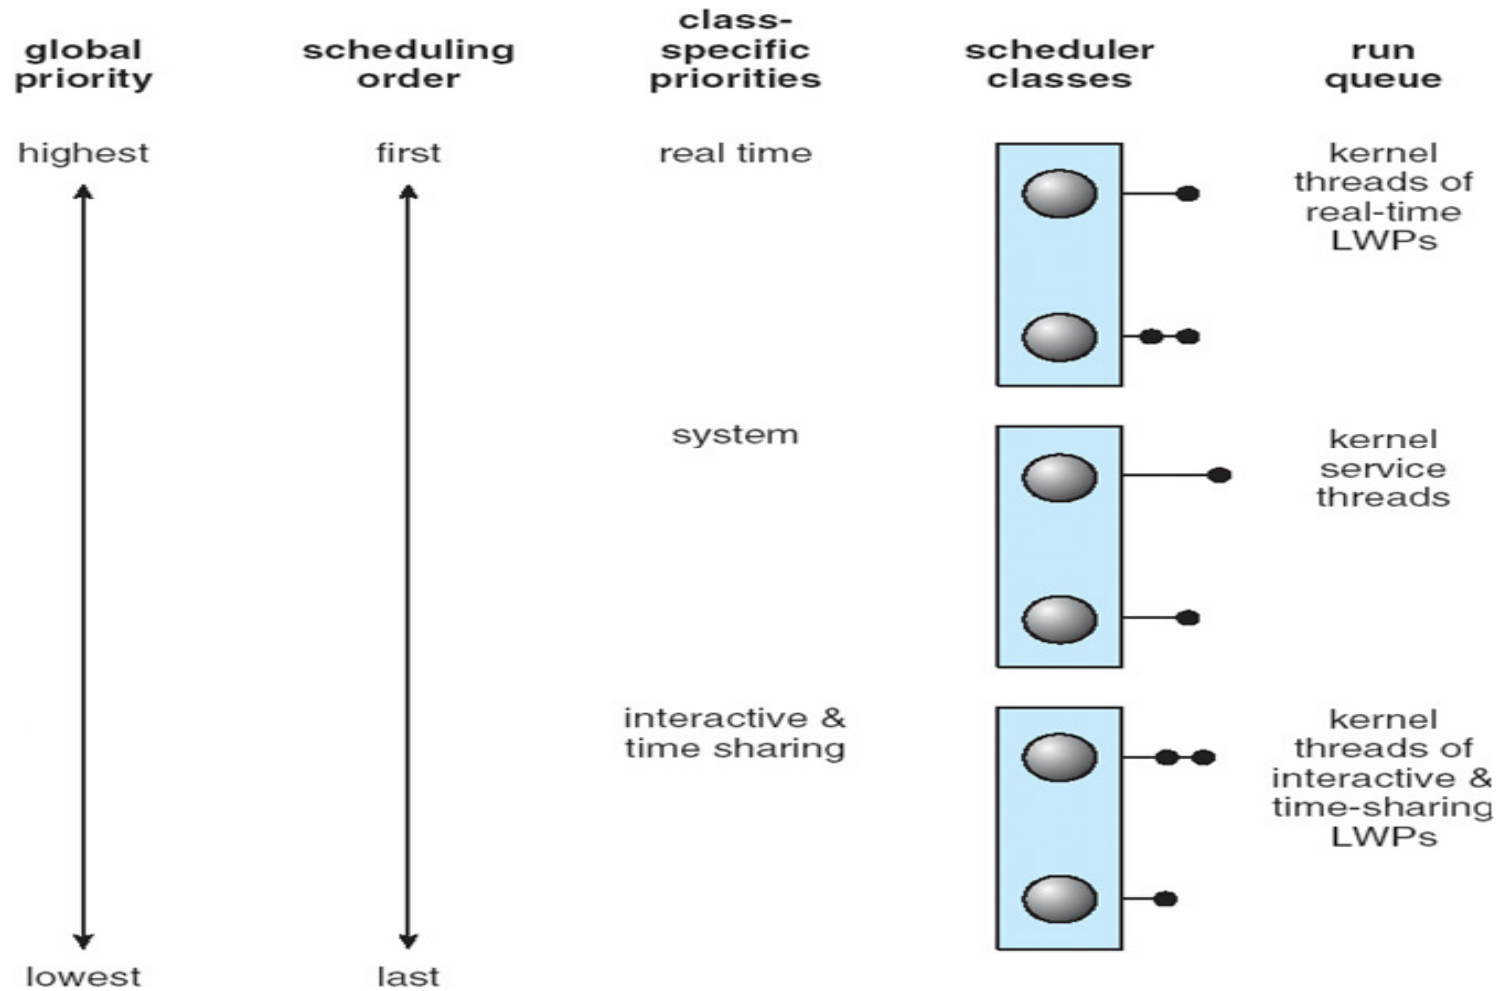 class-
global scheduling specific scheduler run
priority order priorities classes queue
highest first real time kernel
threads of
real-time
LWPs
system kernel
service
threads
interactive & kernel
time sharing threads of
interactive &
time-sharing
LWPs
lowest last